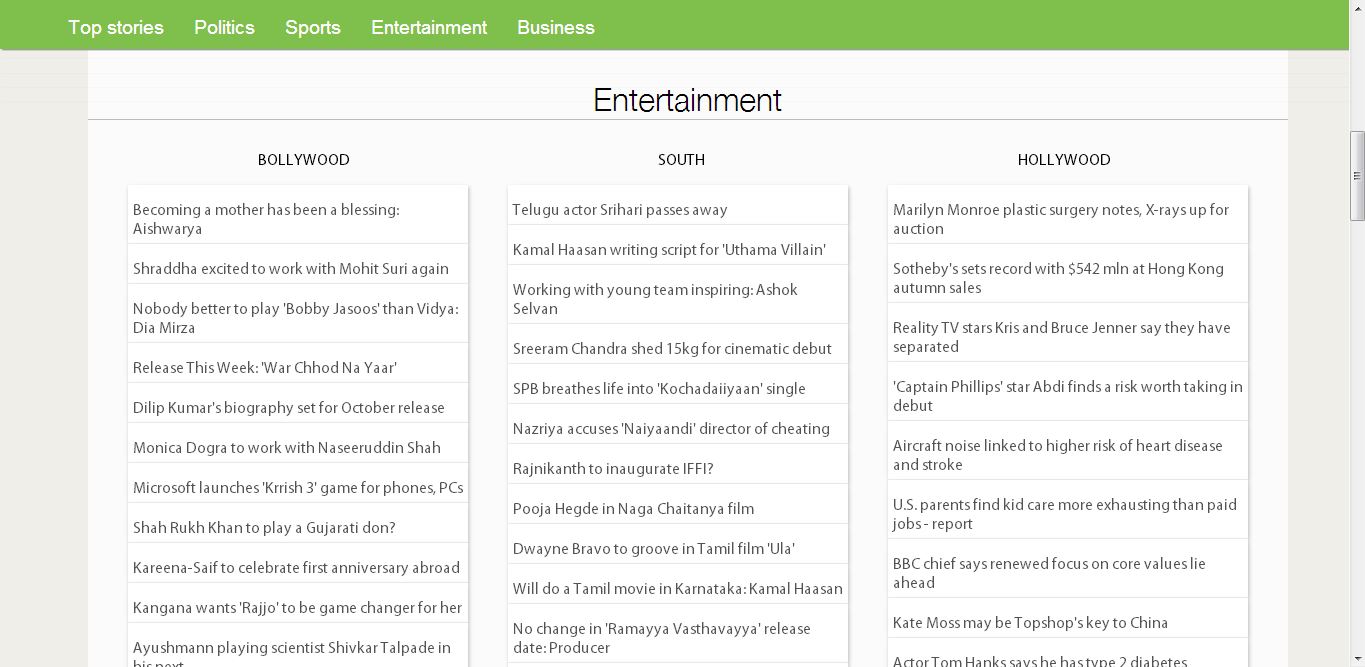 Top stories Politics Sports Entertainment Business
Entertainment
BOLLYWOOD
Becoming a mother has been a blessing:
Aishwarya
Shraddha excited to work with Mohit Suri again
Nobody better to play 'Bobby Jasoos' than Vidya:
Dia Mirza
Release This Week: 'War Chhod Na Yaar'
Dilip Kumar's biography set for October release
Monica Dogra to work with Naseeruddin Shah
Microsoft launches 'Krrish 3' game for phones, PCs
Shah Rukh Khan to play a Gujarati don?
Kareena-Saif to celebrate first anniversary abroad
Kangana wants 'Rajjo' to be game changer for her
Ayushmann playing scientist Shivkar Talpade in
his next
SOUTH
Telugu actor Srihari passes away
Kamal Haasan writing script for 'Uthama Villain'
Working with young team inspiring: Ashok
Selvan
Sreeram Chandra shed 15kg for cinematic debut
SPB breathes life into 'Kochadaiiyaan' single
Nazriya accuses 'Naiyaandi' director of cheating
Rajnikanth to inaugurate IFFI?
Pooja Hegde in Naga Chaitanya film
Dwayne Bravo to groove in Tamil film 'Ula'
Will do a Tamil movie in Karnataka: Kamal Haasan
No change in 'Ramayya Vasthavayya' release
date: Producer
HOLLYWOOD
Marilyn Monroe plastic surgery notes, X-rays up for
auction
Sotheby's sets record with $542 mln at Hong Kong
autumn sales
Reality TV stars Kris and Bruce Jenner say they have
separated
'Captain Phillips' star Abdi finds a risk worth taking in
debut
Aircraft noise linked to higher risk of heart disease
and stroke
U.S. parents find kid care more exhausting than paid
jobs - report
BBC chief says renewed focus on core values lie
ahead
Kate Moss may be Topshop's key to China
Actor Tom Hanks says he has type 2 diabetes